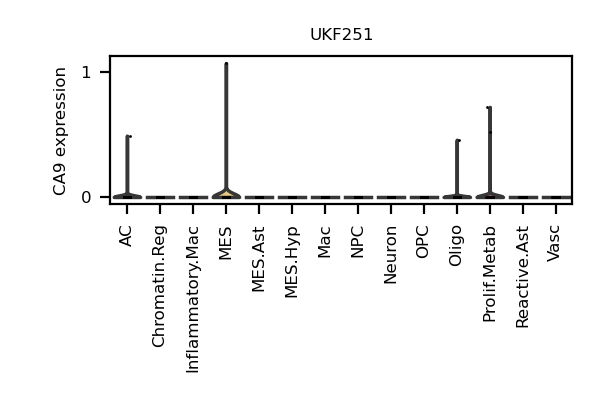 UKF251
CA9 expression
1
0
AC
Chromatin.Reg
Inflammatory.Mac
MES
MES.Ast
MES.Hyp
Mac
NPC
Neuron
OPC
Oligo
Prolif.Metab
Reactive.Ast
Vasc